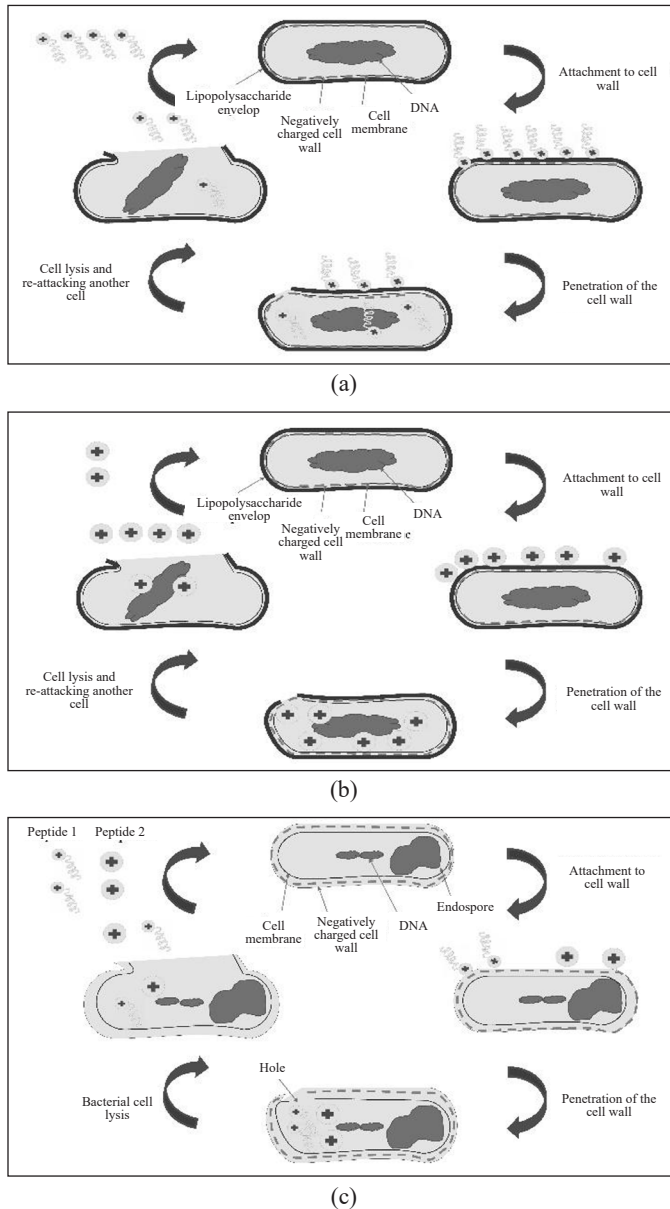 Lipopolysaccharide
envelop
Negatively
charged cell
wall
Cell
membrane
DNA
Attachment to cell
wall
Cell lysis and
re-attacking another
cell
Penetration of the
cell wall
(a)
Lipopolysaccharide
envelop
Negatively
charged cell
wall
Cell
membrane
DNA
Attachment to cell
wall
Cell lysis and
re-attacking another
cell
Penetration of the
cell wall
(b)
Peptide 1
Peptide 2
Cell
membrane
Negatively
charged cell
wall
DNA
Endospore
Attachment to
cell wall
Hole
Bacterial cell
lysis
Penetration of the
cell wall
(c)